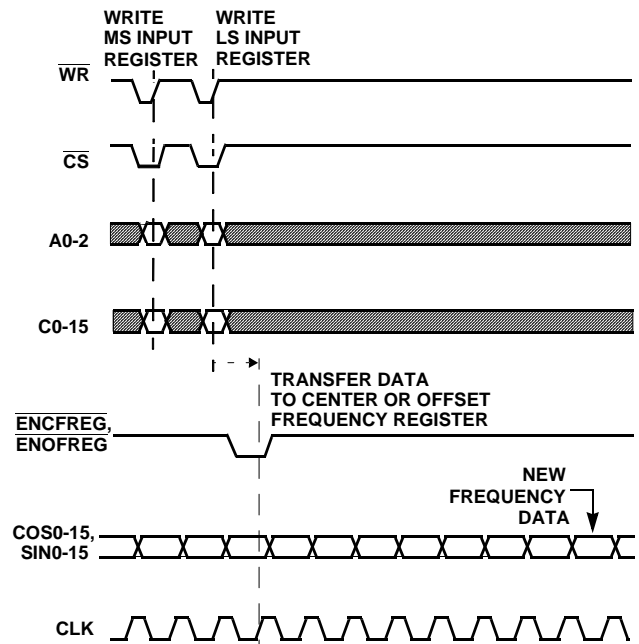 WRITE
MS INPUT
REGISTER
WRITE
LS INPUT
REGISTER
WR
CS
A0-2
C0-15
TRANSFER DATA
TO CENTER OR OFFSET
FREQUENCY REGISTER
ENCFREG,
ENOFREG
NEW
FREQUENCY
DATA
COS0-15,
SIN0-15
CLK